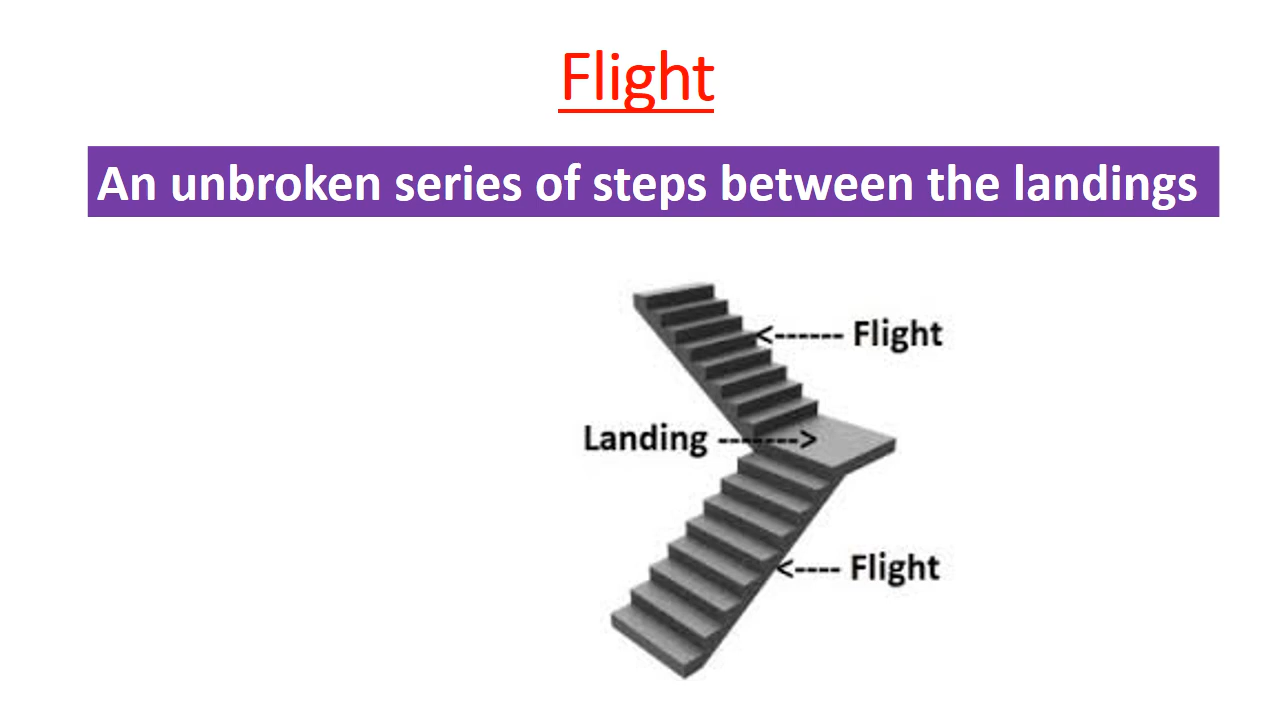 Flight
An unbroken series of steps between the landings
<------ Flight
Landing ------->
<---- Flight